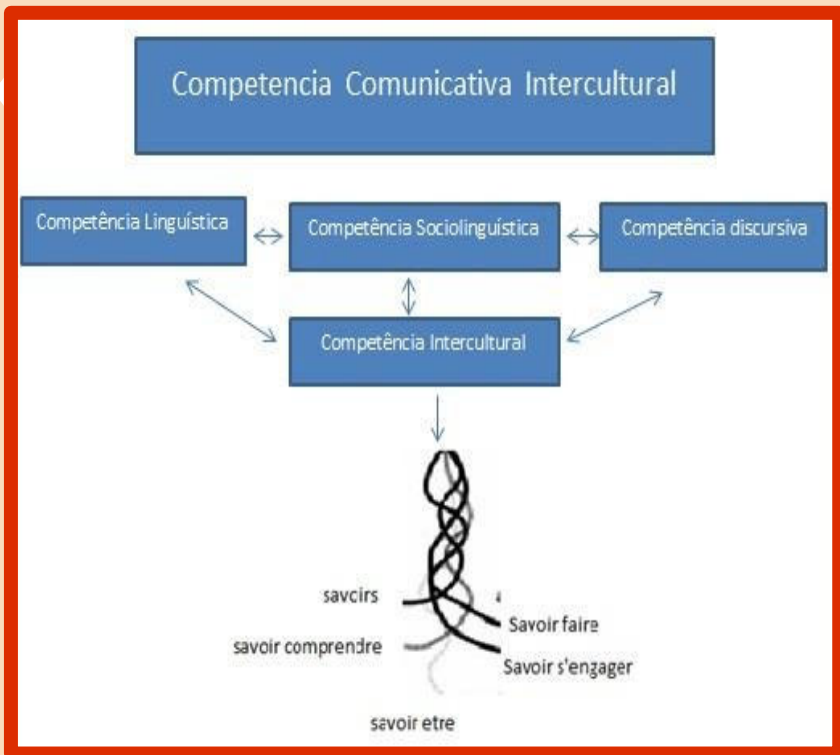 Competencia Comunicativa Intercultural
Competência Linguística
Competência Sociolinguística
Competência discursiva
Competência Intercultural
savcirs
Savoir faire
savoir comprendre
Savoir s'engager
savoir etre